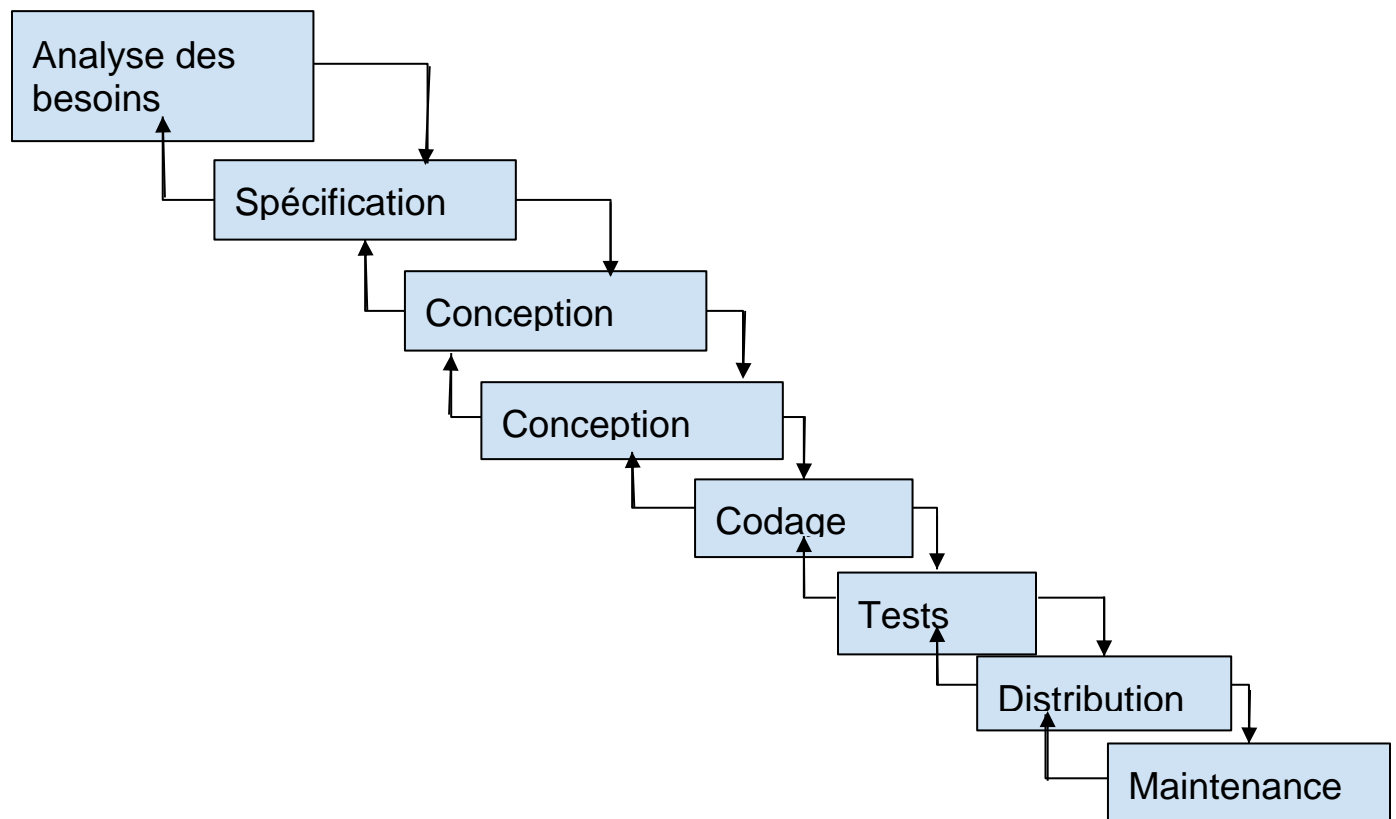 Analyse des
besoins
Spécification
Conception
Conception
Codage
Tests
Distribution
Maintenance